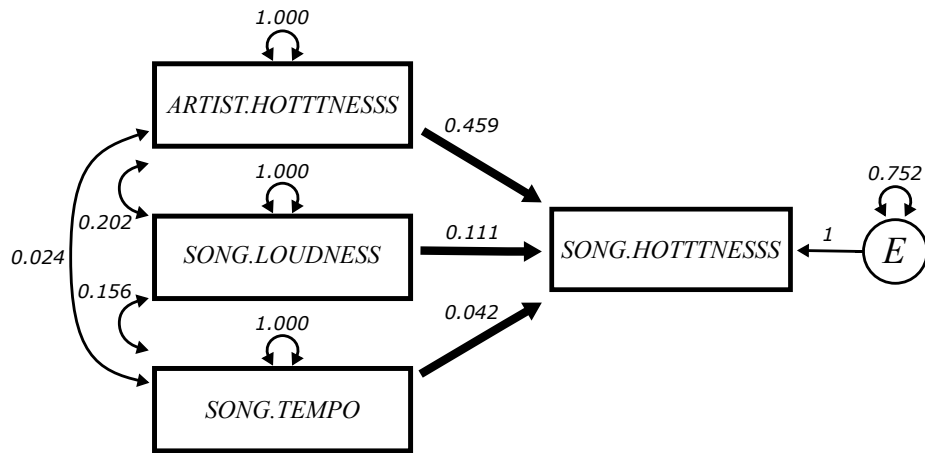 1.000
ARTIST.HOTTTNESSS
0.459
1.000
0.752
0.202
SONG.LOUDNESS
0.111
SONG.HOTTTNESSS
1
E
0.024
0.156
1.000
0.042
SONG.TEMPO